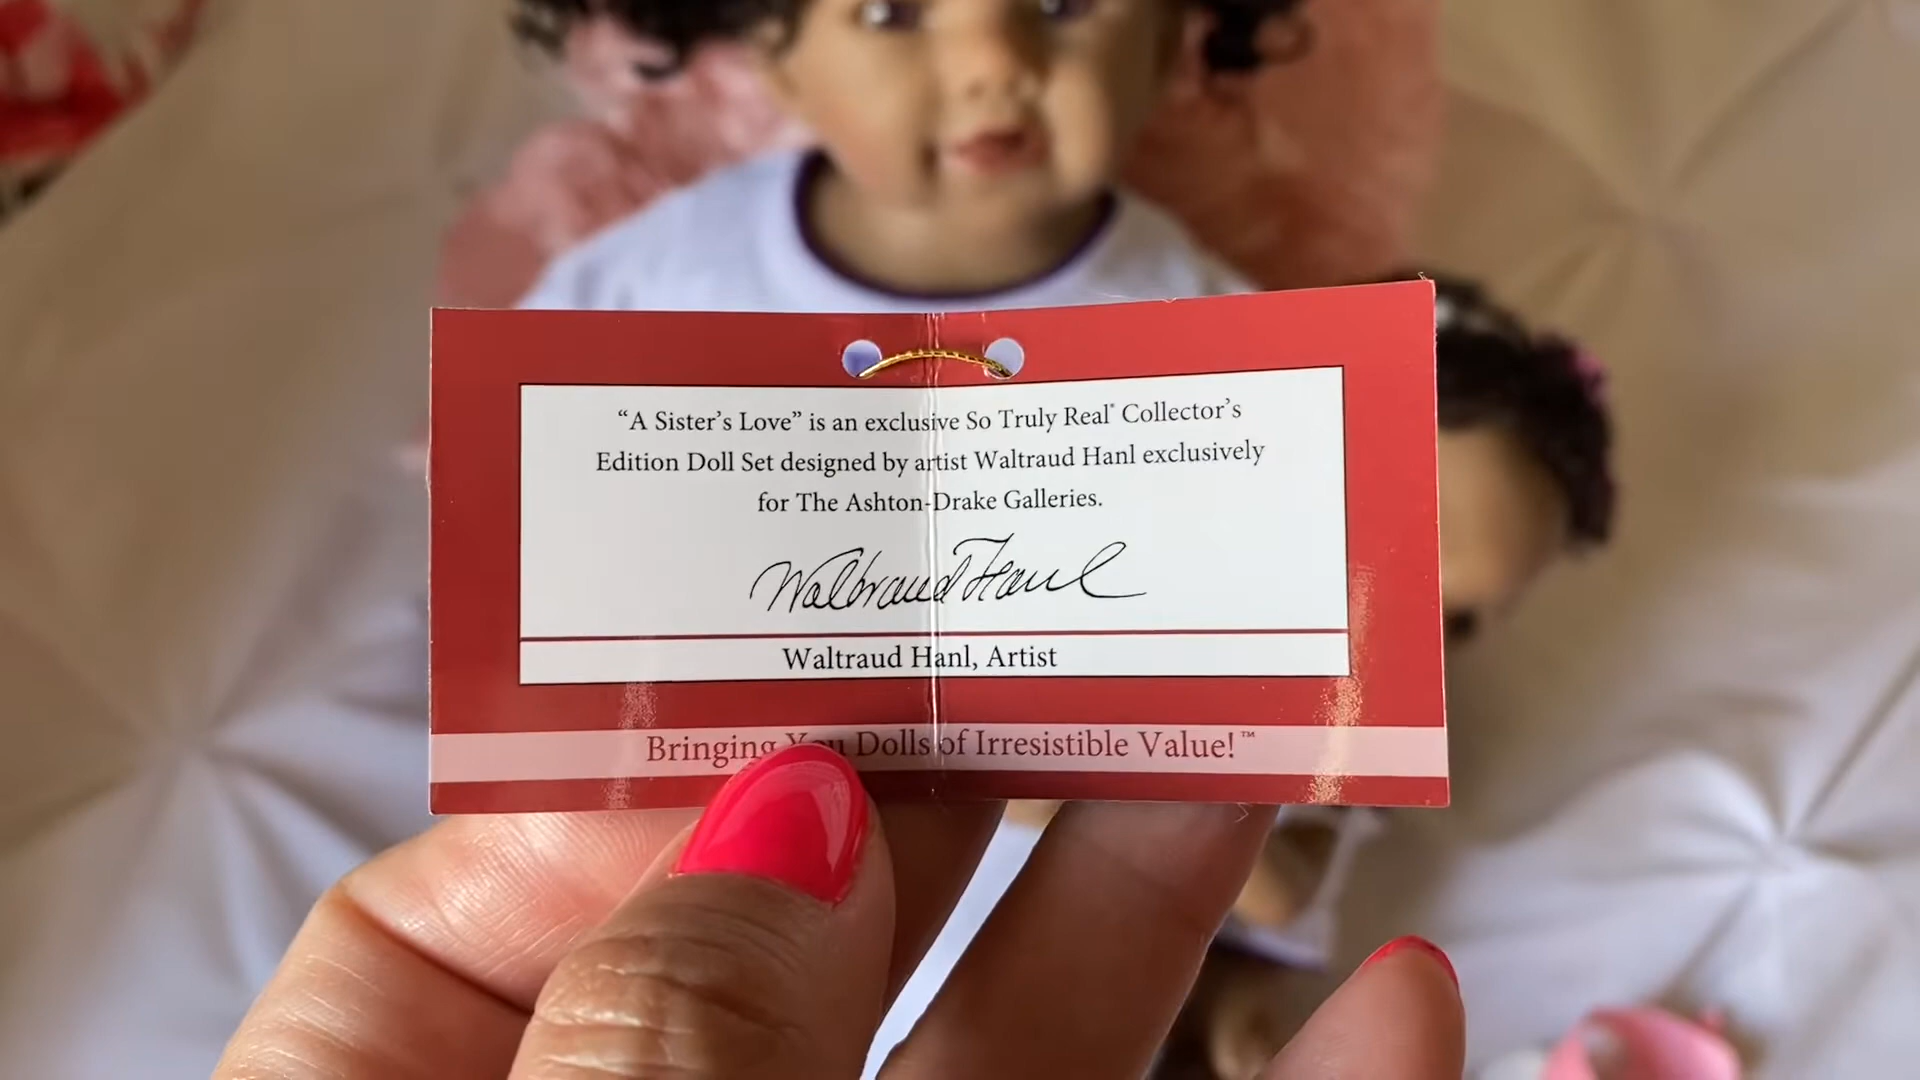 “A Sister’s Love” is an exclusive So Truly Real® Collector’s
Edition Doll Set designed by artist Waltraud Hanl exclusively
for The Ashton-Drake Galleries.
Waltraud Hanl
Waltraud Hanl, Artist
Bringing You Dolls of Irresistible Value!™